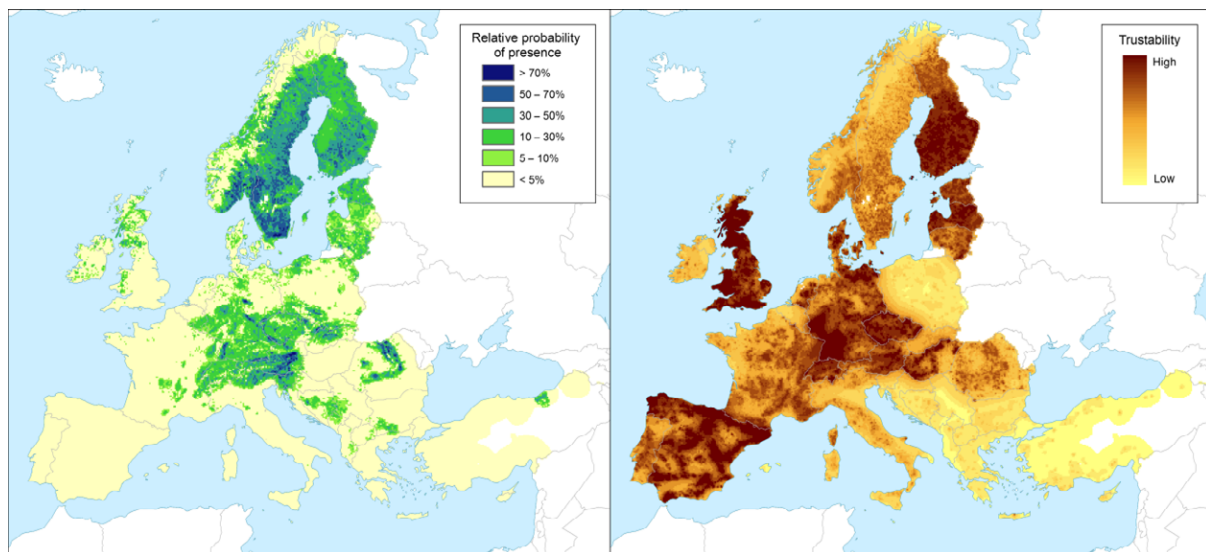 Relative probability
of presence
> 70%
50 – 70%
30 – 50%
10 – 30%
5 – 10%
< 5%
Trustability
High
Low